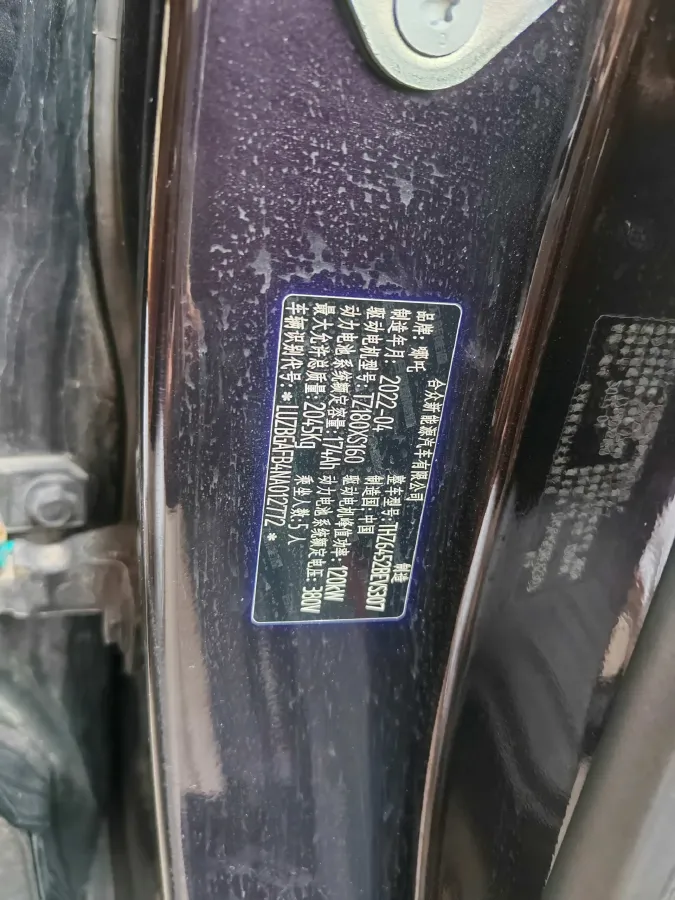 合众新能源汽车有限公司 制造
品牌: 哪吒 整车型号: THZ6452BEVS07
制造年月: 2022-04 制造国: 中国
驱动电机型号: TZ180XS060 驱动电机峰值功率: 120KW
动力电池系统额定容量: 174Ah 动力电池系统额定电压: 380V
最大允许总质量: 2045kg 乘坐人数: 5 人
车辆识别代号: * LUZBGAFB4NA012772 *